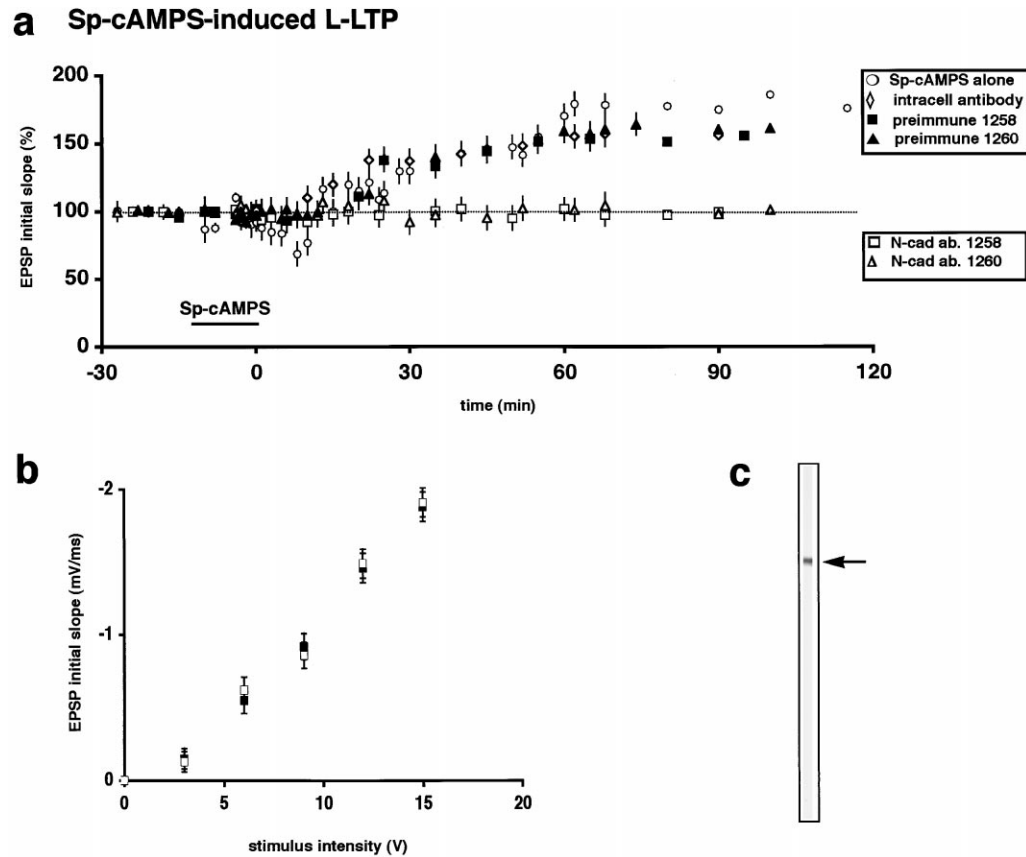 a Sp-cAMPS-induced L-LTP
EPSP initial slope (%)
200
150
100
50
0
Sp-cAMPS
-30
0
30
60
90
120
time (min)
Sp-cAMPS alone
intracell antibody
preimmune 1258
preimmune 1260
N-cad ab. 1258
N-cad ab. 1260
b
EPSP initial slope (mV/ms)
-2
-1
0
0
5
10
15
20
stimulus intensity (V)
c